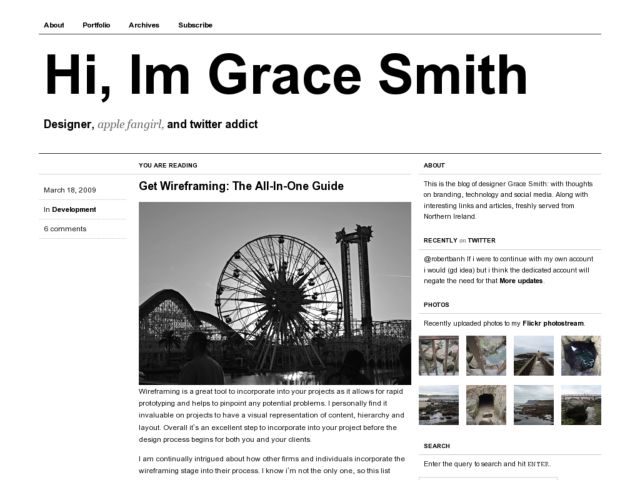 About Portfolio Archives Subscribe
Hi, Im Grace Smith
Designer, apple fangirl, and twitter addict
March 18, 2009
In Development
6 comments
YOU ARE READING
Get Wireframing: The All-In-One Guide
Wireframing is a great tool to incorporate into your projects as it allows for rapid
prototyping and helps to pinpoint any potential problems. I personally find it
invaluable on projects to have a visual representation of content, hierarchy and
layout. Overall it's an excellent step to incorporate into your project before the
design process begins for both you and your clients.
I am continually intrigued about how other firms and individuals incorporate the
wireframing stage into their process. I know i'm not the only one, so this list
ABOUT
This is the blog of designer Grace Smith: with thoughts
on branding, technology and social media. Along with
interesting links and articles, freshly served from
Northern Ireland.
RECENTLY on TWITTER
@robertbanh If i were to continue with my own account
i would (gd idea) but i think the dedicated account will
negate the need for that More updates.
PHOTOS
Recently uploaded photos to my Flickr photostream.
SEARCH
Enter the query to search and hit ENTER.